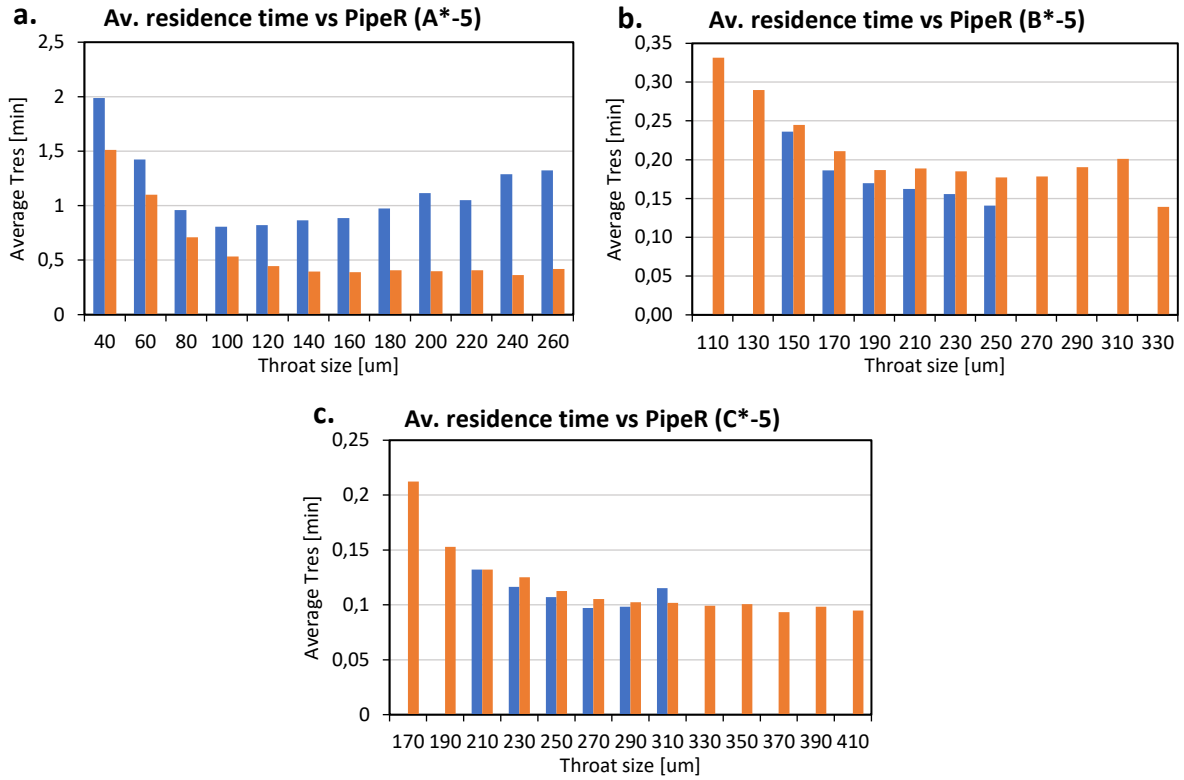 a.
Av. residence time vs PipeR (A*-5)
2,5
2
1,5
1
0,5
0
Average Tres [min]
40 60 80 100 120 140 160 180 200 220 240 260
Throat size [um]
b.
Av. residence time vs PipeR (B*-5)
0,35
0,30
0,25
0,20
0,15
0,10
0,05
0,00
Average Tres [min]
110 130 150 170 190 210 230 250 270 290 310 330
Throat size [um]
c.
Av. residence time vs PipeR (C*-5)
0,25
0,2
0,15
0,1
0,05
0
Average Tres [min]
170 190 210 230 250 270 290 310 330 350 370 390 410
Throat size [um]